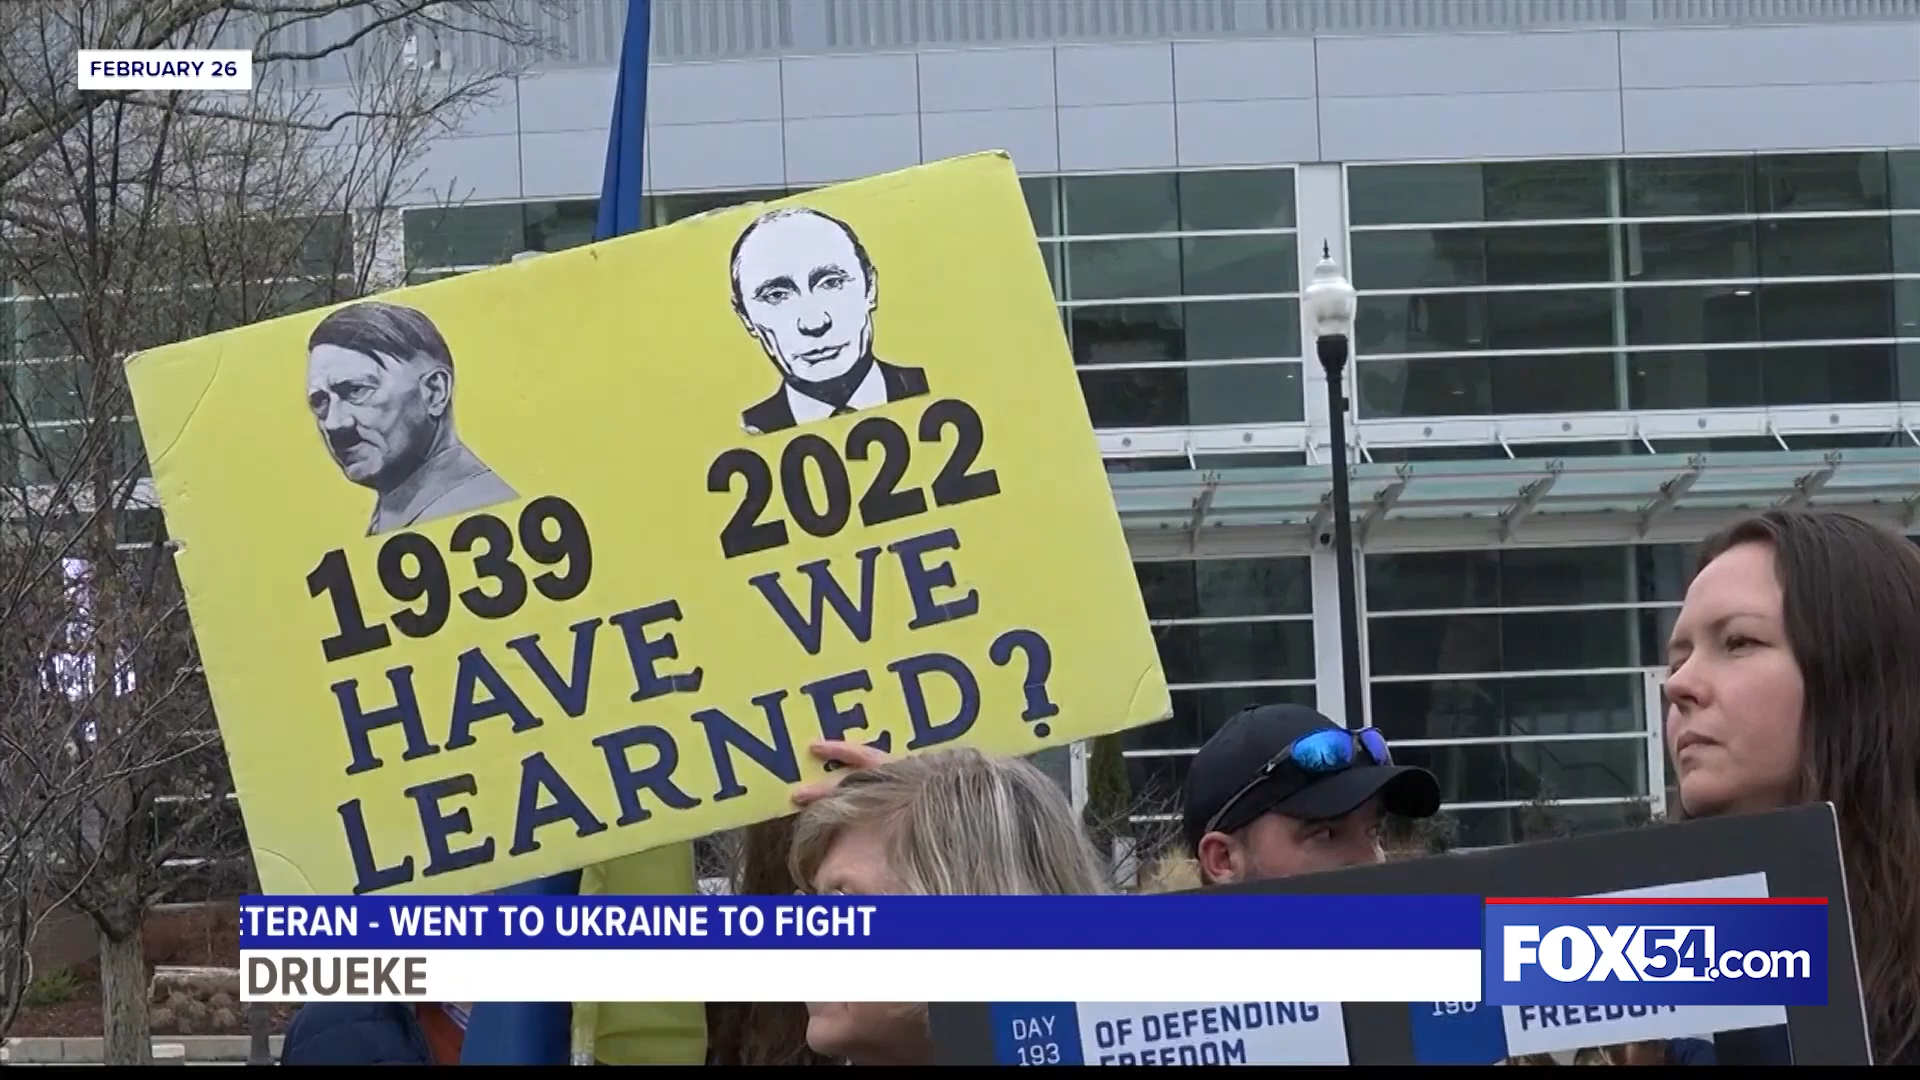 FEBRUARY 26
1939
2022
HAVE WE
LEARNED?
ETERAN - WENT TO UKRAINE TO FIGHT
DRUEKE
FOX54.com
DAY
193
OF DEFENDING
FREEDOM
190
FREEDOM